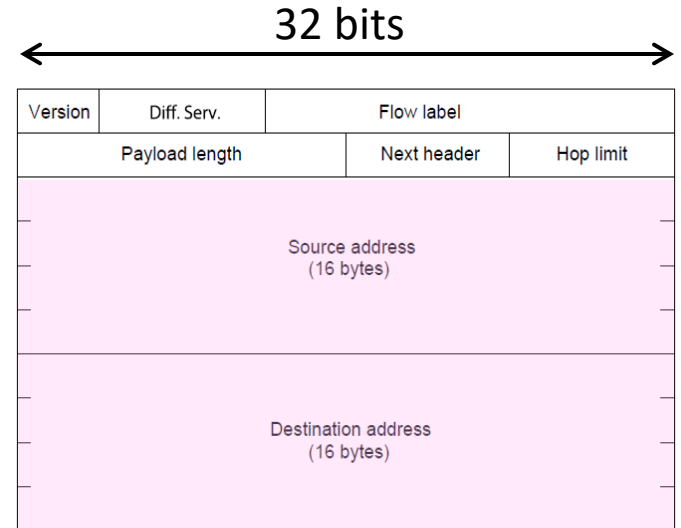 32 bits
Version Diff. Serv. Flow label
Payload length Next header Hop limit
Source address
(16 bytes)
Destination address
(16 bytes)